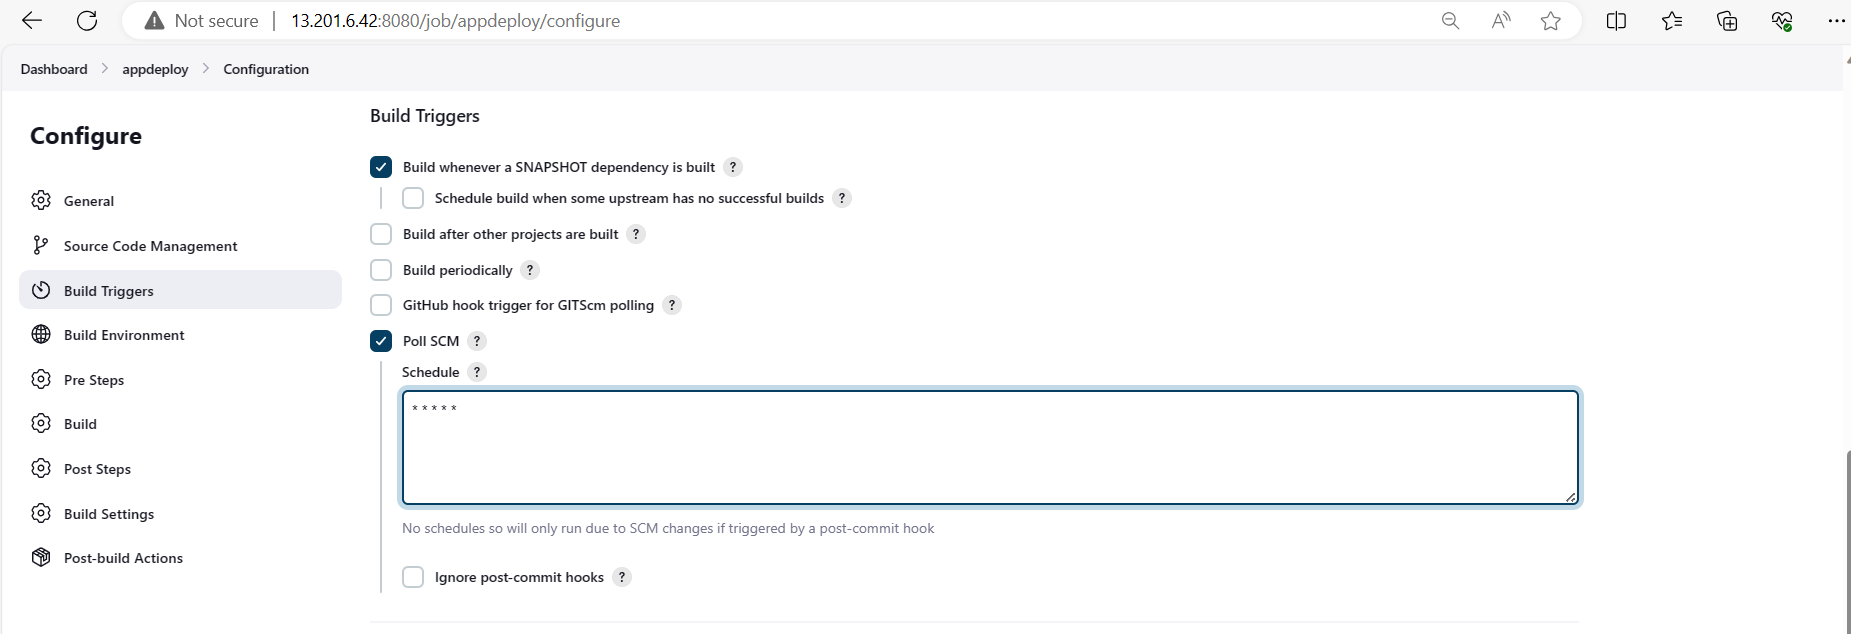 Not secure | 13.201.6.42:8080/job/appdeploy/configure
Dashboard > appdeploy > Configuration
Configure
General
Source Code Management
Build Triggers
Build Environment
Pre Steps
Build
Post Steps
Build Settings
Post-build Actions
Build Triggers
Build whenever a SNAPSHOT dependency is built ?
Schedule build when some upstream has no successful builds ?
Build after other projects are built ?
Build periodically ?
GitHub hook trigger for GITScm polling ?
Poll SCM ?
Schedule ?
* * * * *
No schedules so will only run due to SCM changes if triggered by a post-commit hook
Ignore post-commit hooks ?